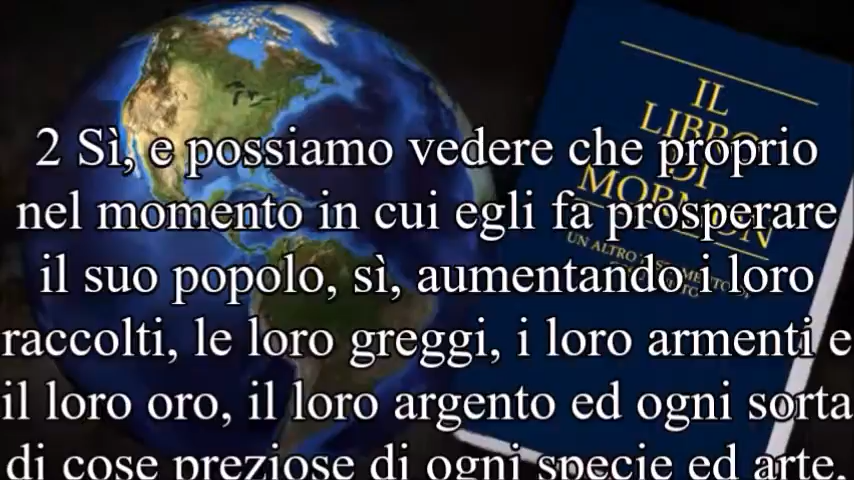 IL
LIBRO
DI
MORMON
UN ALTRO
2 Sì, e possiamo vedere che proprio
nel momento in cui egli fa prosperare
il suo popolo, sì, aumentando i loro
raccolti, le loro greggi, i loro armenti e
il loro oro, il loro argento ed ogni sorta
di cose preziose di ogni specie ed arte,